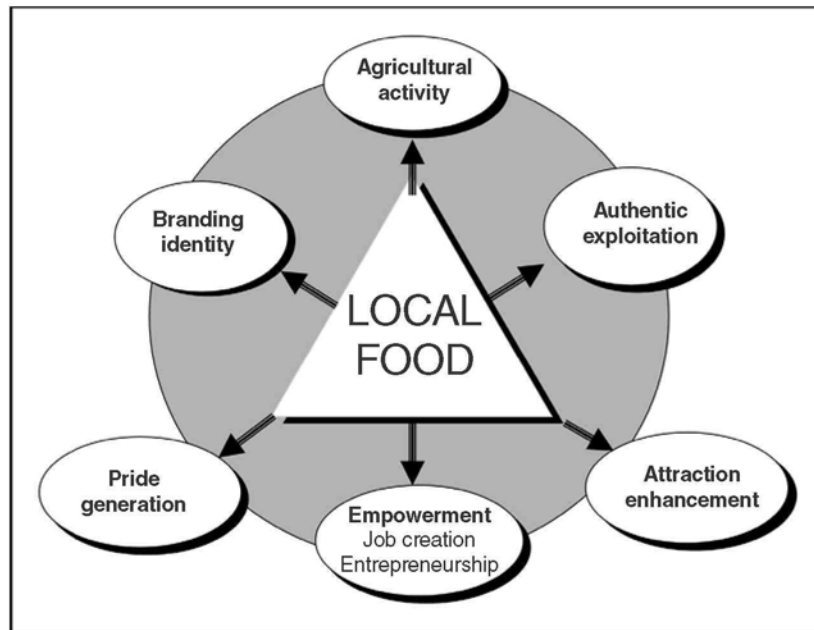 Agricultural
activity
Branding
identity
Authentic
exploitation
LOCAL
FOOD
Pride
generation
Empowerment
Job creation
Entrepreneurship
Attraction
enhancement